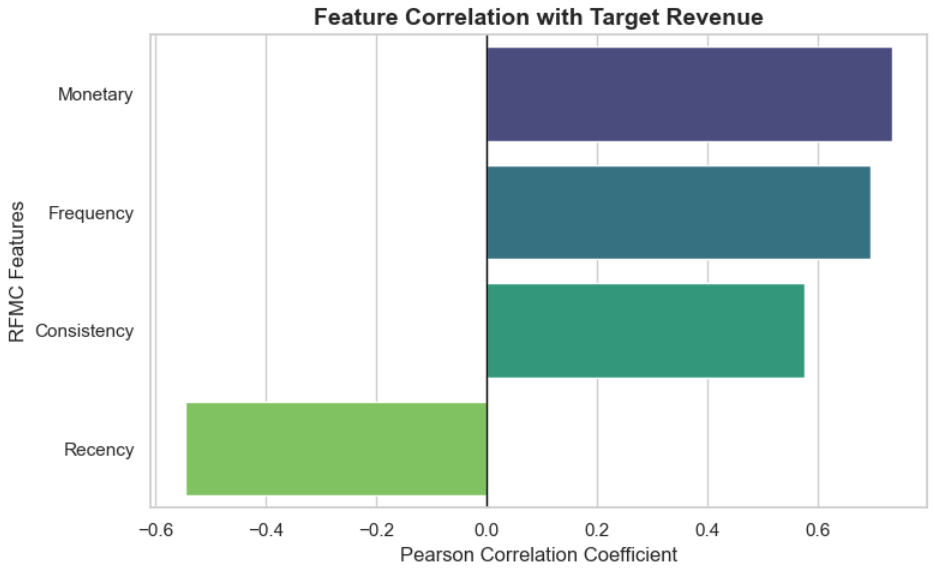 Feature Correlation with Target Revenue
Monetary
Frequency
Consistency
Recency
RFMC Features
−0.6 −0.4 −0.2 0.0 0.2 0.4 0.6
Pearson Correlation Coefficient